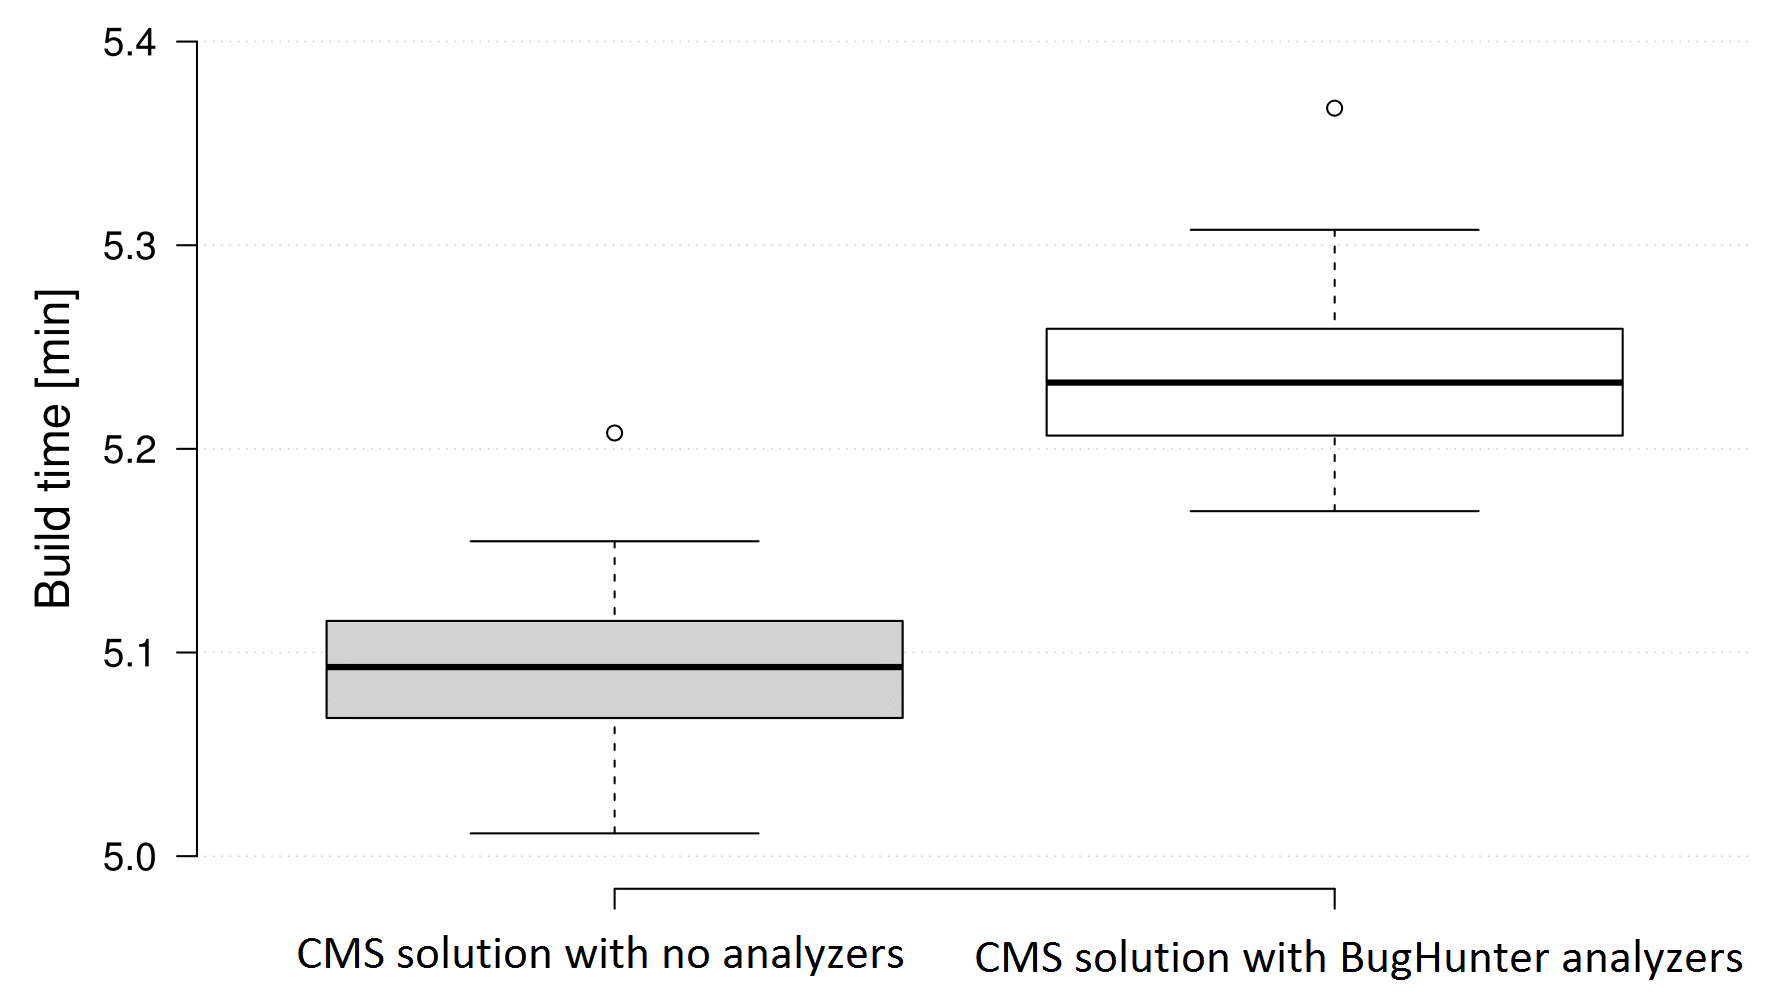 5.4
5.3
5.2
5.1
5.0
Build time [min]
CMS solution with no analyzers
CMS solution with BugHunter analyzers